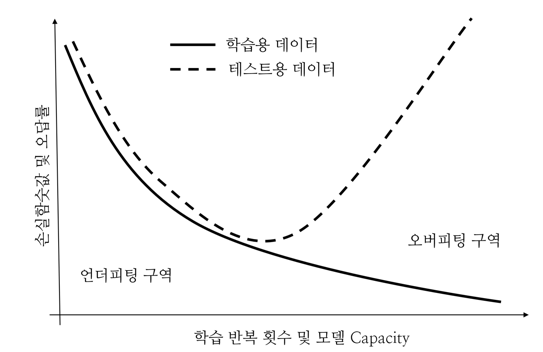 학습용 데이터
테스트용 데이터
손실함숫값 및 오답률
오버피팅 구역
언더피팅 구역
학습 반복 횟수 및 모델 Capacity